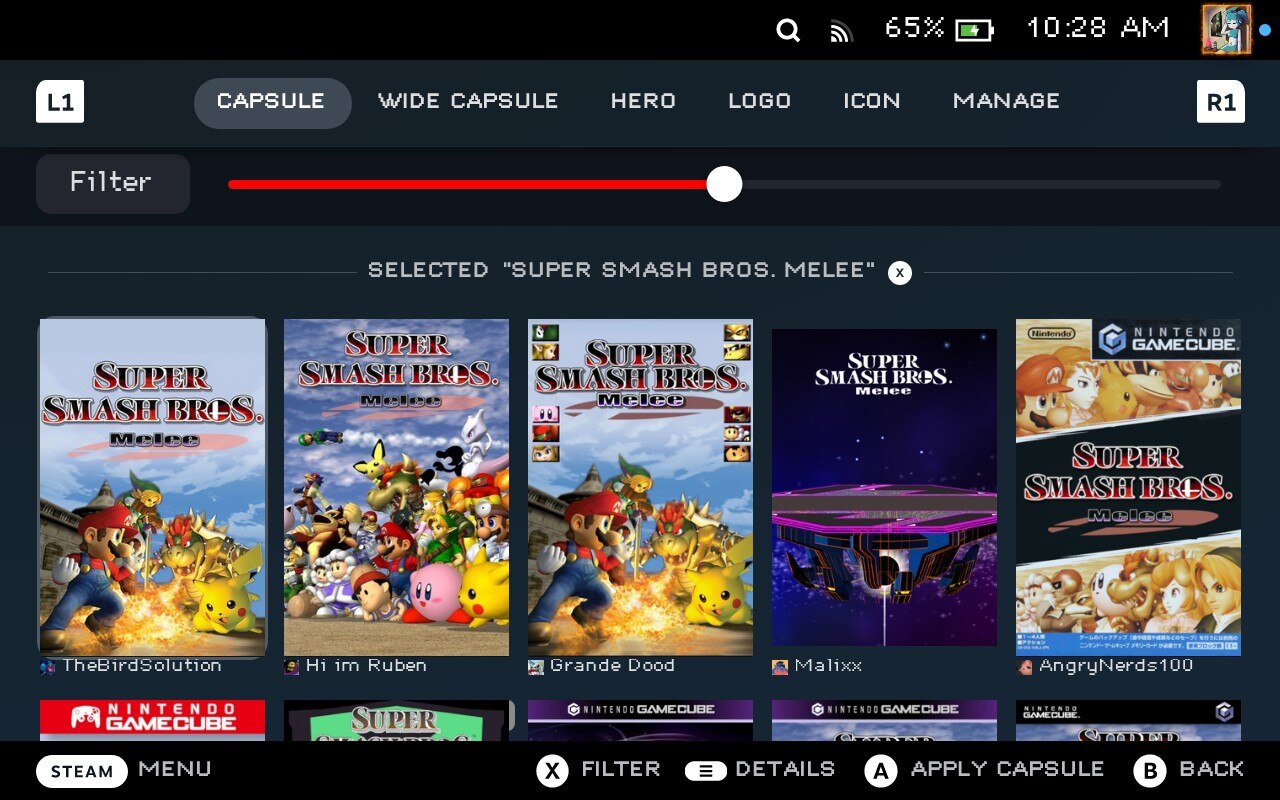 65% 10:28 AM
L1 CAPSULE WIDE CAPSULE HERO LOGO ICON MANAGE R1
Filter
SELECTED "SUPER SMASH BROS. MELEE" X
SUPER
SMASH BROS.
Melee
TheBirdSolution
SUPER
SMASH BROS.
Melee
Hi im Ruben
SUPER
SMASH BROS.
Melee
Grande Dood
SUPER
SMASH BROS.
Melee
Malixx
Nintendo
NINTENDO
GAMECUBE
SUPER
SMASH BROS.
Melee
AngryNerds100
NINTENDO
GAMECUBE
SUPER
SMASH BROS.
NINTENDO GAMECUBE
NINTENDO GAMECUBE
NINTENDO
GAMECUBE
STEAM MENU X FILTER DETAILS A APPLY CAPSULE B BACK